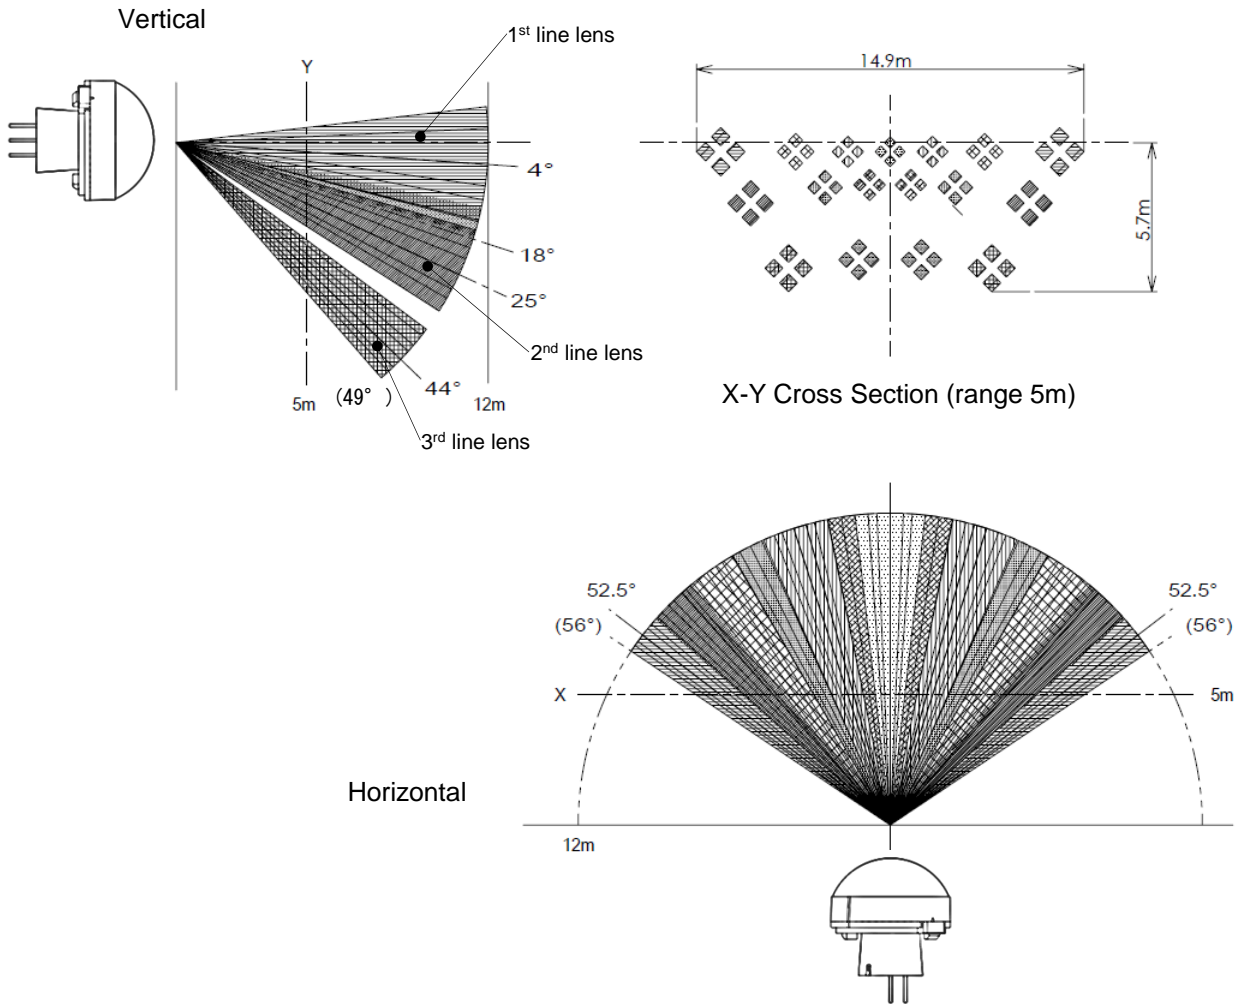 Vertical
1st line lens
Y
14.9m
4°
5.7m
18°
25°
2nd line lens
44°
5m
(49° )
12m
X-Y Cross Section (range 5m)
3rd line lens
52.5°
52.5°
(56°)
(56°)
X
5m
Horizontal
12m